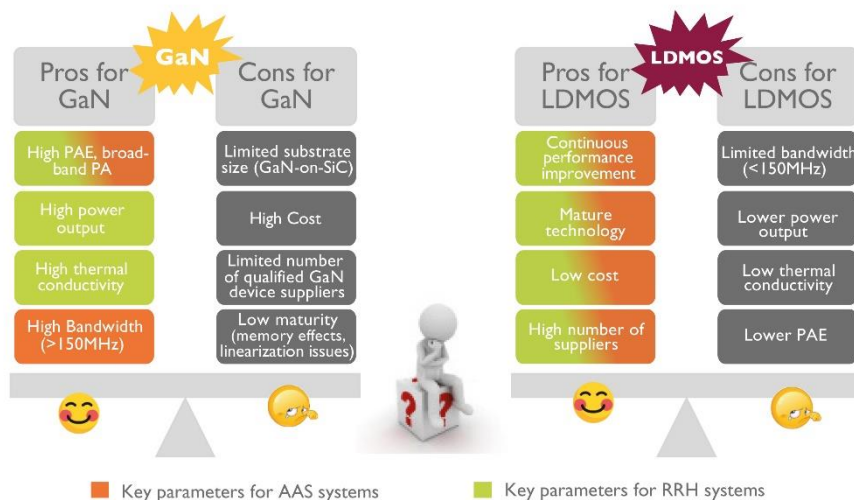 GaN
Pros for
GaN
Cons for
GaN
High PAE, broad-
band PA
High power
output
High thermal
conductivity
High Bandwidth
(>150MHz)
Limited substrate
size (GaN-on-SiC)
High Cost
Limited number
of qualified GaN
device suppliers
Low maturity
(memory effects,
linearization issues)
LDMOS
Pros for
LDMOS
Cons for
LDMOS
Continuous
performance
improvement
Mature
technology
Low cost
High number of
suppliers
Limited bandwidth
(<150MHz)
Lower power
output
Low thermal
conductivity
Lower PAE
? ?
Key parameters for AAS systems
Key parameters for RRH systems